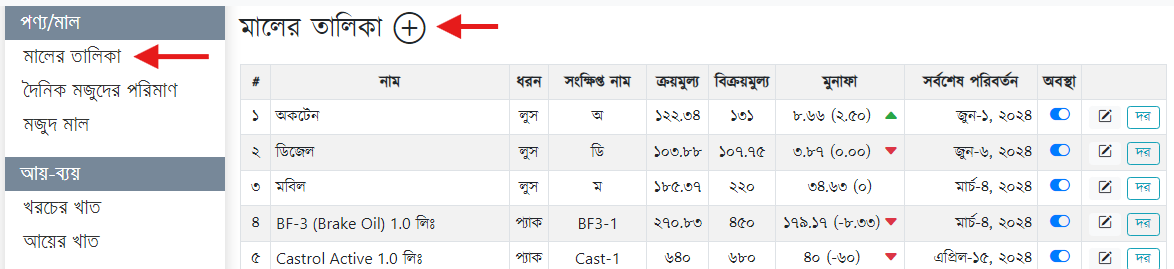 পণ্য/মাল
মালের তালিকা
দৈনিক মজুদের পরিমাণ
মজুদ মাল
আয়-ব্যয়
খরচের খাত
আয়ের খাত
মালের তালিকা
# নাম ধরন সংক্ষিপ্ত নাম ক্রয়মুল্য বিক্রয়মুল্য মুনাফা সর্বশেষ পরিবর্তন অবস্থা
১ অকটেন লুস অ ১২২.৩৪ ১৩১ ৮.৬৬ (২.৫০) জুন-১, ২০২৪ দর
২ ডিজেল লুস ডি ১০৩.৮৮ ১০৭.৭৫ ৩.৮৭ (০.০০) জুন-৬, ২০২৪ দর
৩ মবিল লুস ম ১৮৫.৩৭ ২২০ ৩৪.৬৩ (০) মার্চ-৪, ২০২৪ দর
৪ BF-3 (Brake Oil) 1.0 লিঃ প্যাক BF3-1 ২৭০.৮৩ ৪৫০ ১৭৯.১৭ (-৮.৩৩) মার্চ-৪, ২০২৪ দর
৫ Castrol Active 1.0 লিঃ প্যাক Cast-1 ৬৪০ ৬৮০ ৪০ (-৬০) এপ্রিল-১৫, ২০২৪ দর